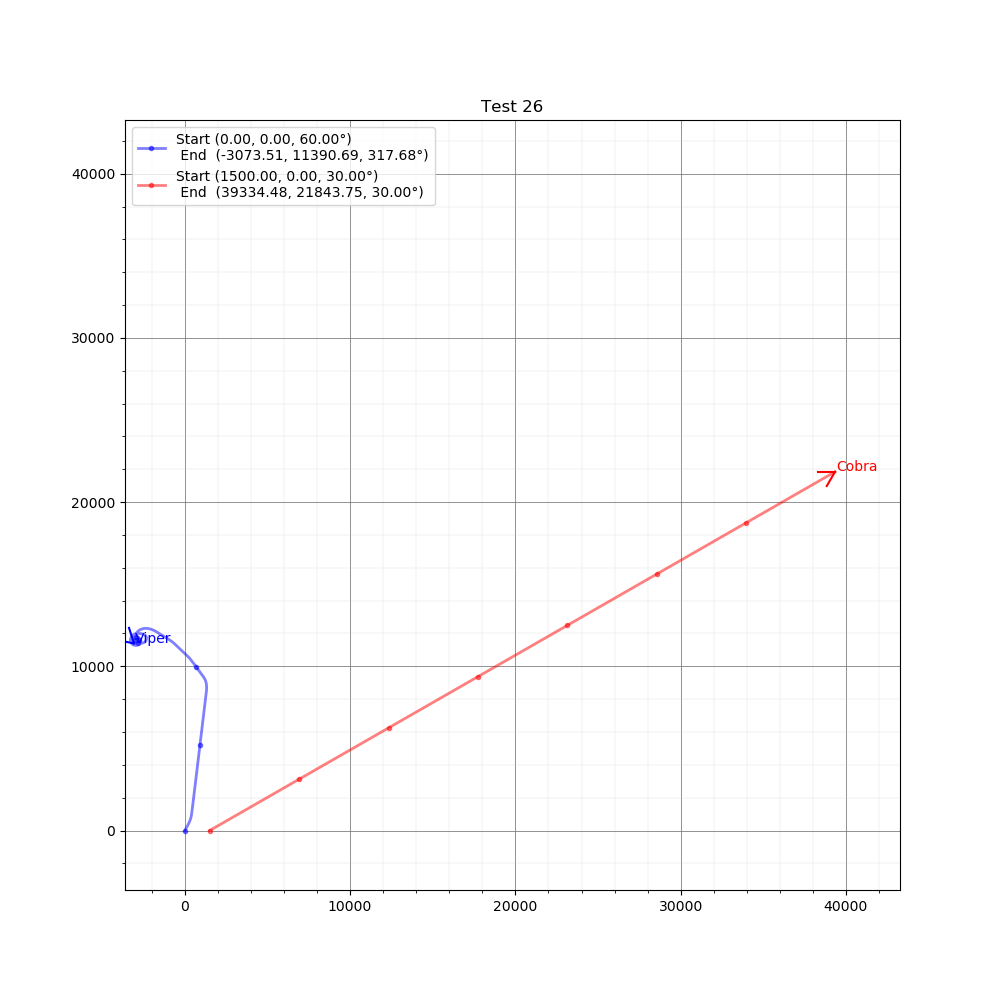 Test 26
Start (0.00, 0.00, 60.00°)
End (-3073.51, 11390.69, 317.68°)
Start (1500.00, 0.00, 30.00°)
End (39334.48, 21843.75, 30.00°)
40000
30000
20000
10000
0
Cobra
Viper
0
10000
20000
30000
40000